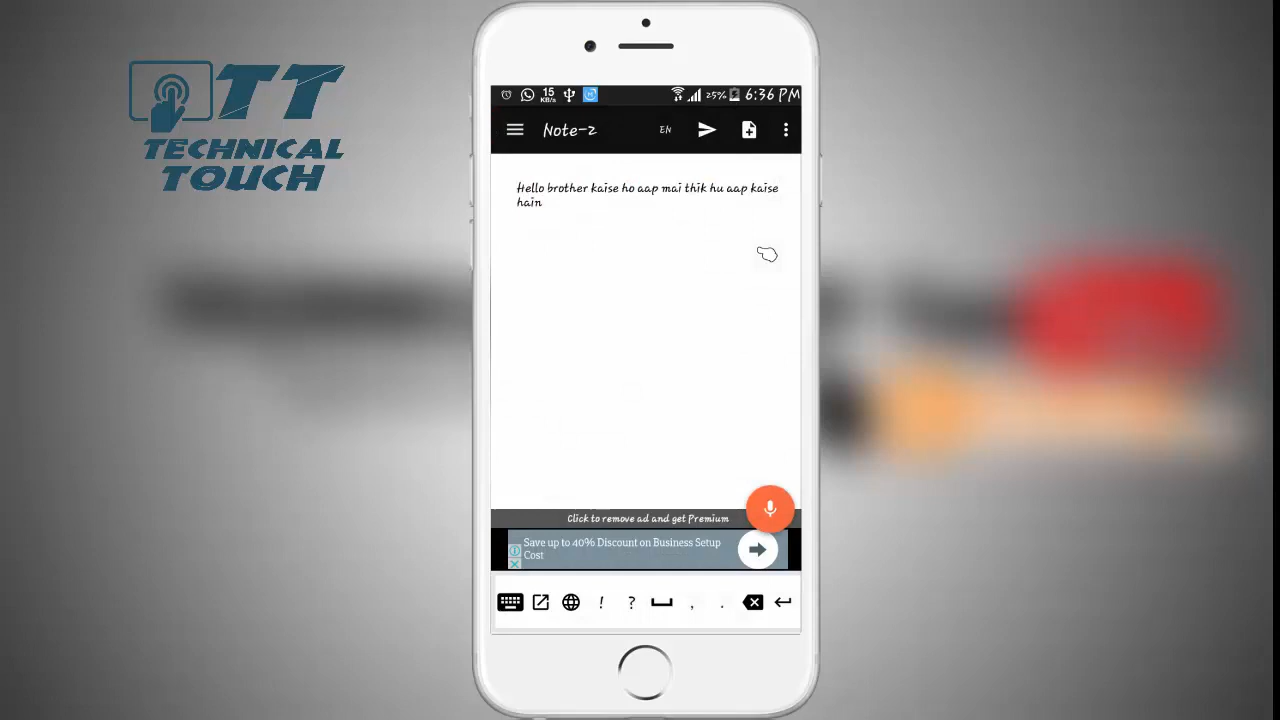 TT
TECHNICAL
TOUCH
15
KB/s
25%
6:36 PM
Note-2
EN
Hello brother kaise ho aap mai thik hu aap kaise
hain
Click to remove ad and get Premium
Save up to 40% Discount on Business Setup
Cost
! ? , .